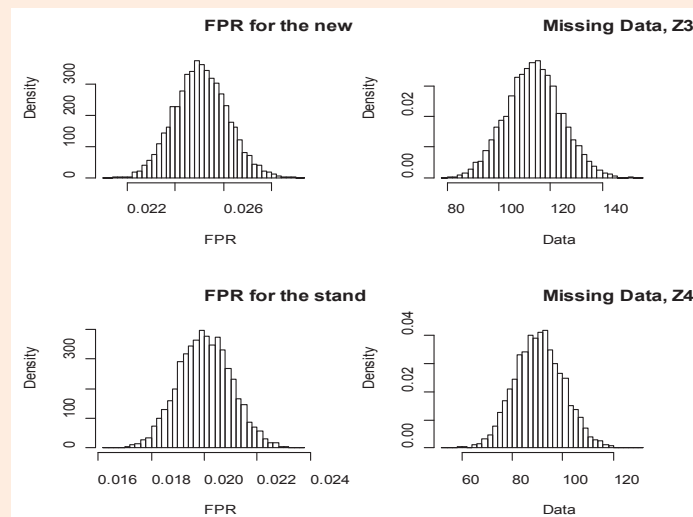 FPR for the new
Density
0 100 200 300
0.022 0.026
FPR
Missing Data, Z3
Density
0.00 0.02
80 100 120 140
Data
FPR for the stand
Density
0 100 300
0.016 0.018 0.020 0.022 0.024
FPR
Missing Data, Z4
Density
0.00 0.02 0.04
60 80 100 120
Data